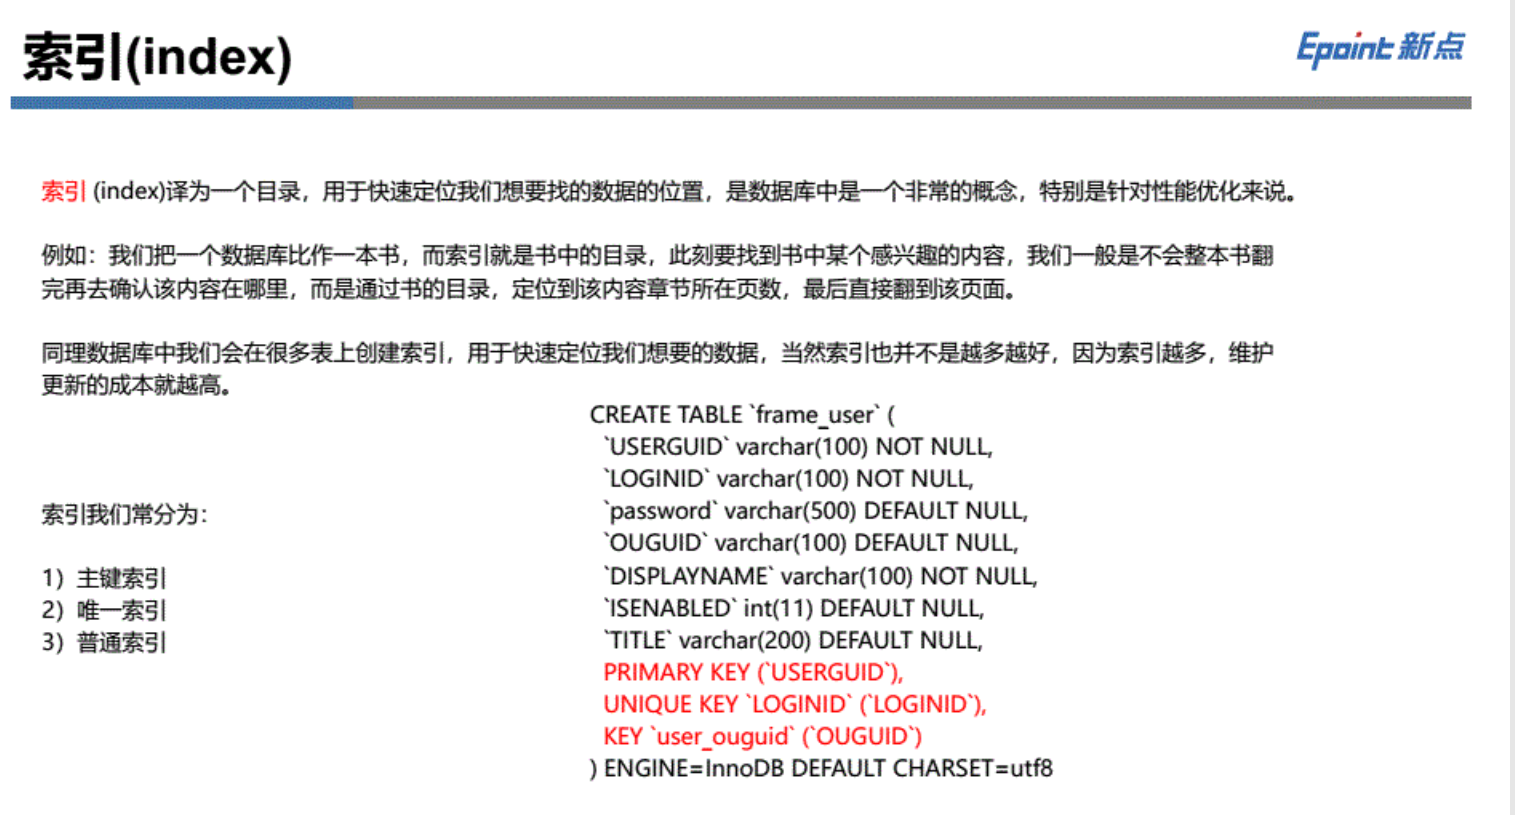 索引(index)
Epoint 新点
索引 (index)译为一个目录，用于快速定位我们想要找的数据的位置，是数据库中是一个非常的概念，特别是针对性能优化来说。
例如：我们把一个数据库比作一本书，而索引就是书中的目录，此刻要找到书中某个感兴趣的内容，我们一般是不会整本书翻
完再去确认该内容在哪里，而是通过书的目录，定位到该内容章节所在页数，最后直接翻到该页面。
同理数据库中我们会在很多表上创建索引，用于快速定位我们想要的数据，当然索引也并不是越多越好，因为索引越多，维护
更新的成本就越高。
索引我们常分为：
1）主键索引
2）唯一索引
3）普通索引
CREATE TABLE `frame_user` (
`USERGUID` varchar(100) NOT NULL,
`LOGINID` varchar(100) NOT NULL,
`password` varchar(500) DEFAULT NULL,
`OUGUID` varchar(100) DEFAULT NULL,
`DISPLAYNAME` varchar(100) NOT NULL,
`ISENABLED` int(11) DEFAULT NULL,
`TITLE` varchar(200) DEFAULT NULL,
PRIMARY KEY (`USERGUID`),
UNIQUE KEY `LOGINID` (`LOGINID`),
KEY `user_ouguid` (`OUGUID`)
) ENGINE=InnoDB DEFAULT CHARSET=utf8